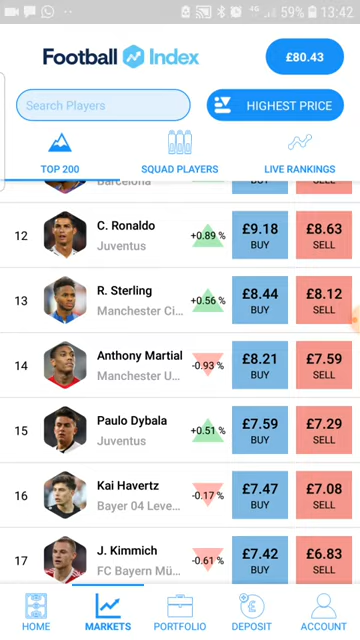 4G 59% 13:42
Football Index
£80.43
Search Players
HIGHEST PRICE
TOP 200
SQUAD PLAYERS
LIVE RANKINGS
Barcelona
BUY SELL
12 C. Ronaldo +0.89 % £9.18 £8.63
Juventus BUY SELL
13 R. Sterling +0.56 % £8.44 £8.12
Manchester Ci... BUY SELL
14 Anthony Martial -0.93 % £8.21 £7.59
Manchester U... BUY SELL
15 Paulo Dybala +0.51 % £7.59 £7.29
Juventus BUY SELL
16 Kai Havertz -0.17 % £7.47 £7.08
Bayer 04 Leve... BUY SELL
17 J. Kimmich -0.61 % £7.42 £6.83
FC Bayern Mü... BUY SELL
HOME MARKETS PORTFOLIO DEPOSIT ACCOUNT